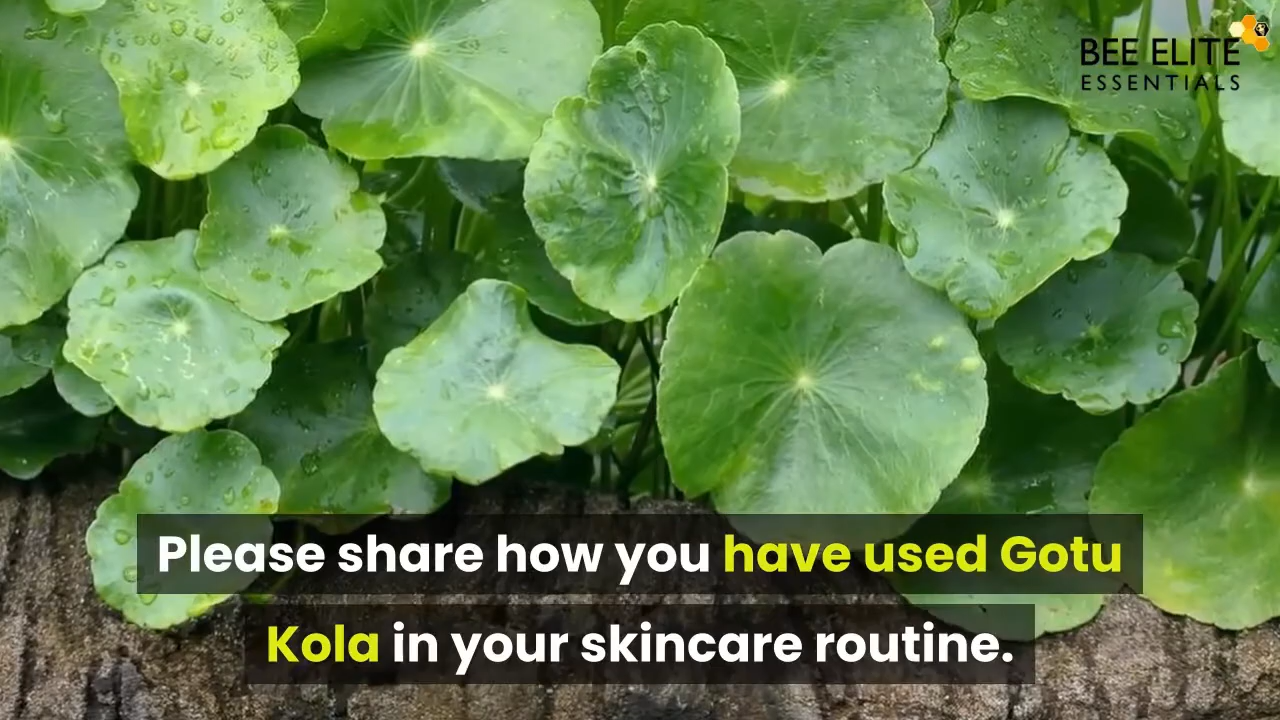 BEE ELITE
ESSENTIALS
Please share how you have used Gotu
Kola in your skincare routine.